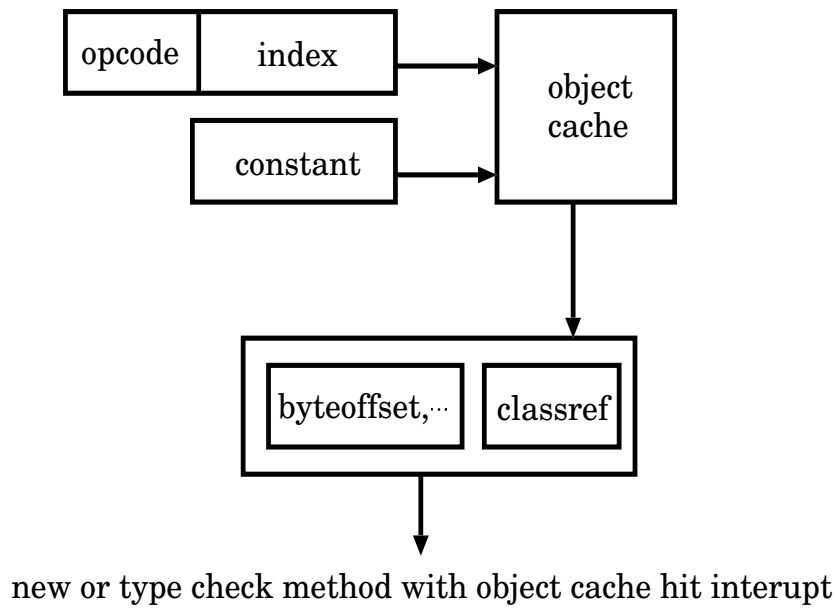 opcode
index
object
cache
constant
byteoffset,...
classref
new or type check method with object cache hit interupt